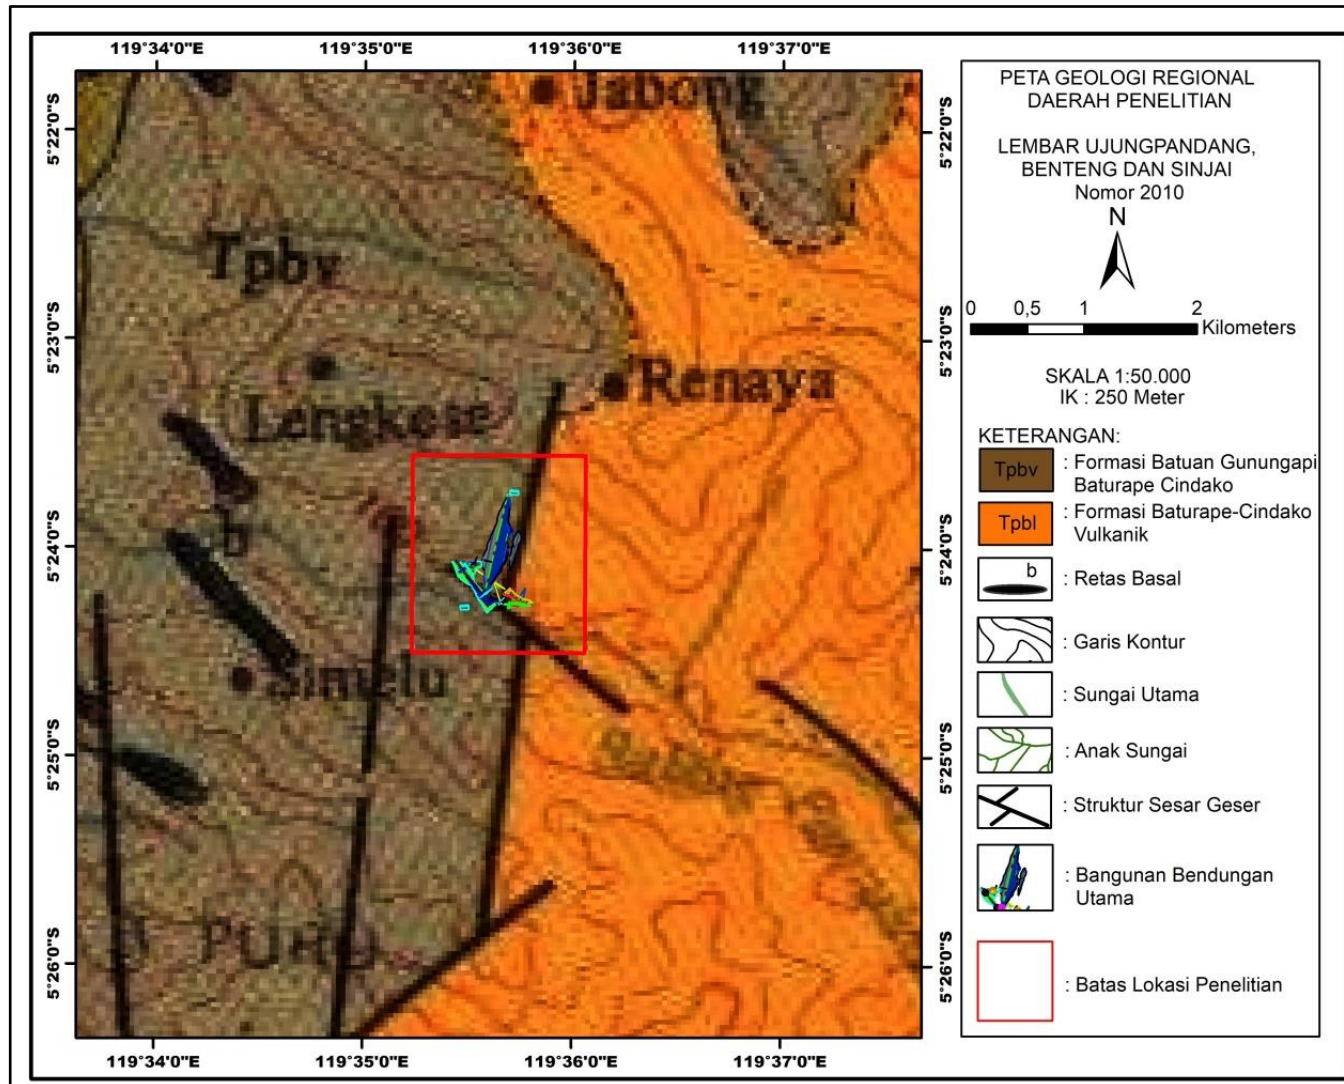 119°34'0"E 119°35'0"E 119°36'0"E 119°37'0"E
5°22'0"S
5°23'0"S
5°24'0"S
5°25'0"S
5°26'0"S
Jabong
Tpbv
Renaya
Lengkese
b
5°22'0"S
5°23'0"S
5°24'0"S
5°25'0"S
5°26'0"S
119°34'0"E 119°35'0"E 119°36'0"E 119°37'0"E
PETA GEOLOGI REGIONAL
DAERAH PENELITIAN
LEMBAR UJUNGPANDANG,
BENTENG DAN SINJAI
Nomor 2010
N
0 0,5 1 2
Kilometers
SKALA 1:50.000
IK : 250 Meter
KETERANGAN:
Tpbv : Formasi Batuan Gunungapi
Baturape Cindako
Tpbl : Formasi Baturape-Cindako
Vulkanik
b : Retas Basal
: Garis Kontur
: Sungai Utama
: Anak Sungai
: Struktur Sesar Geser
: Bangunan Bendungan
Utama
: Batas Lokasi Penelitian